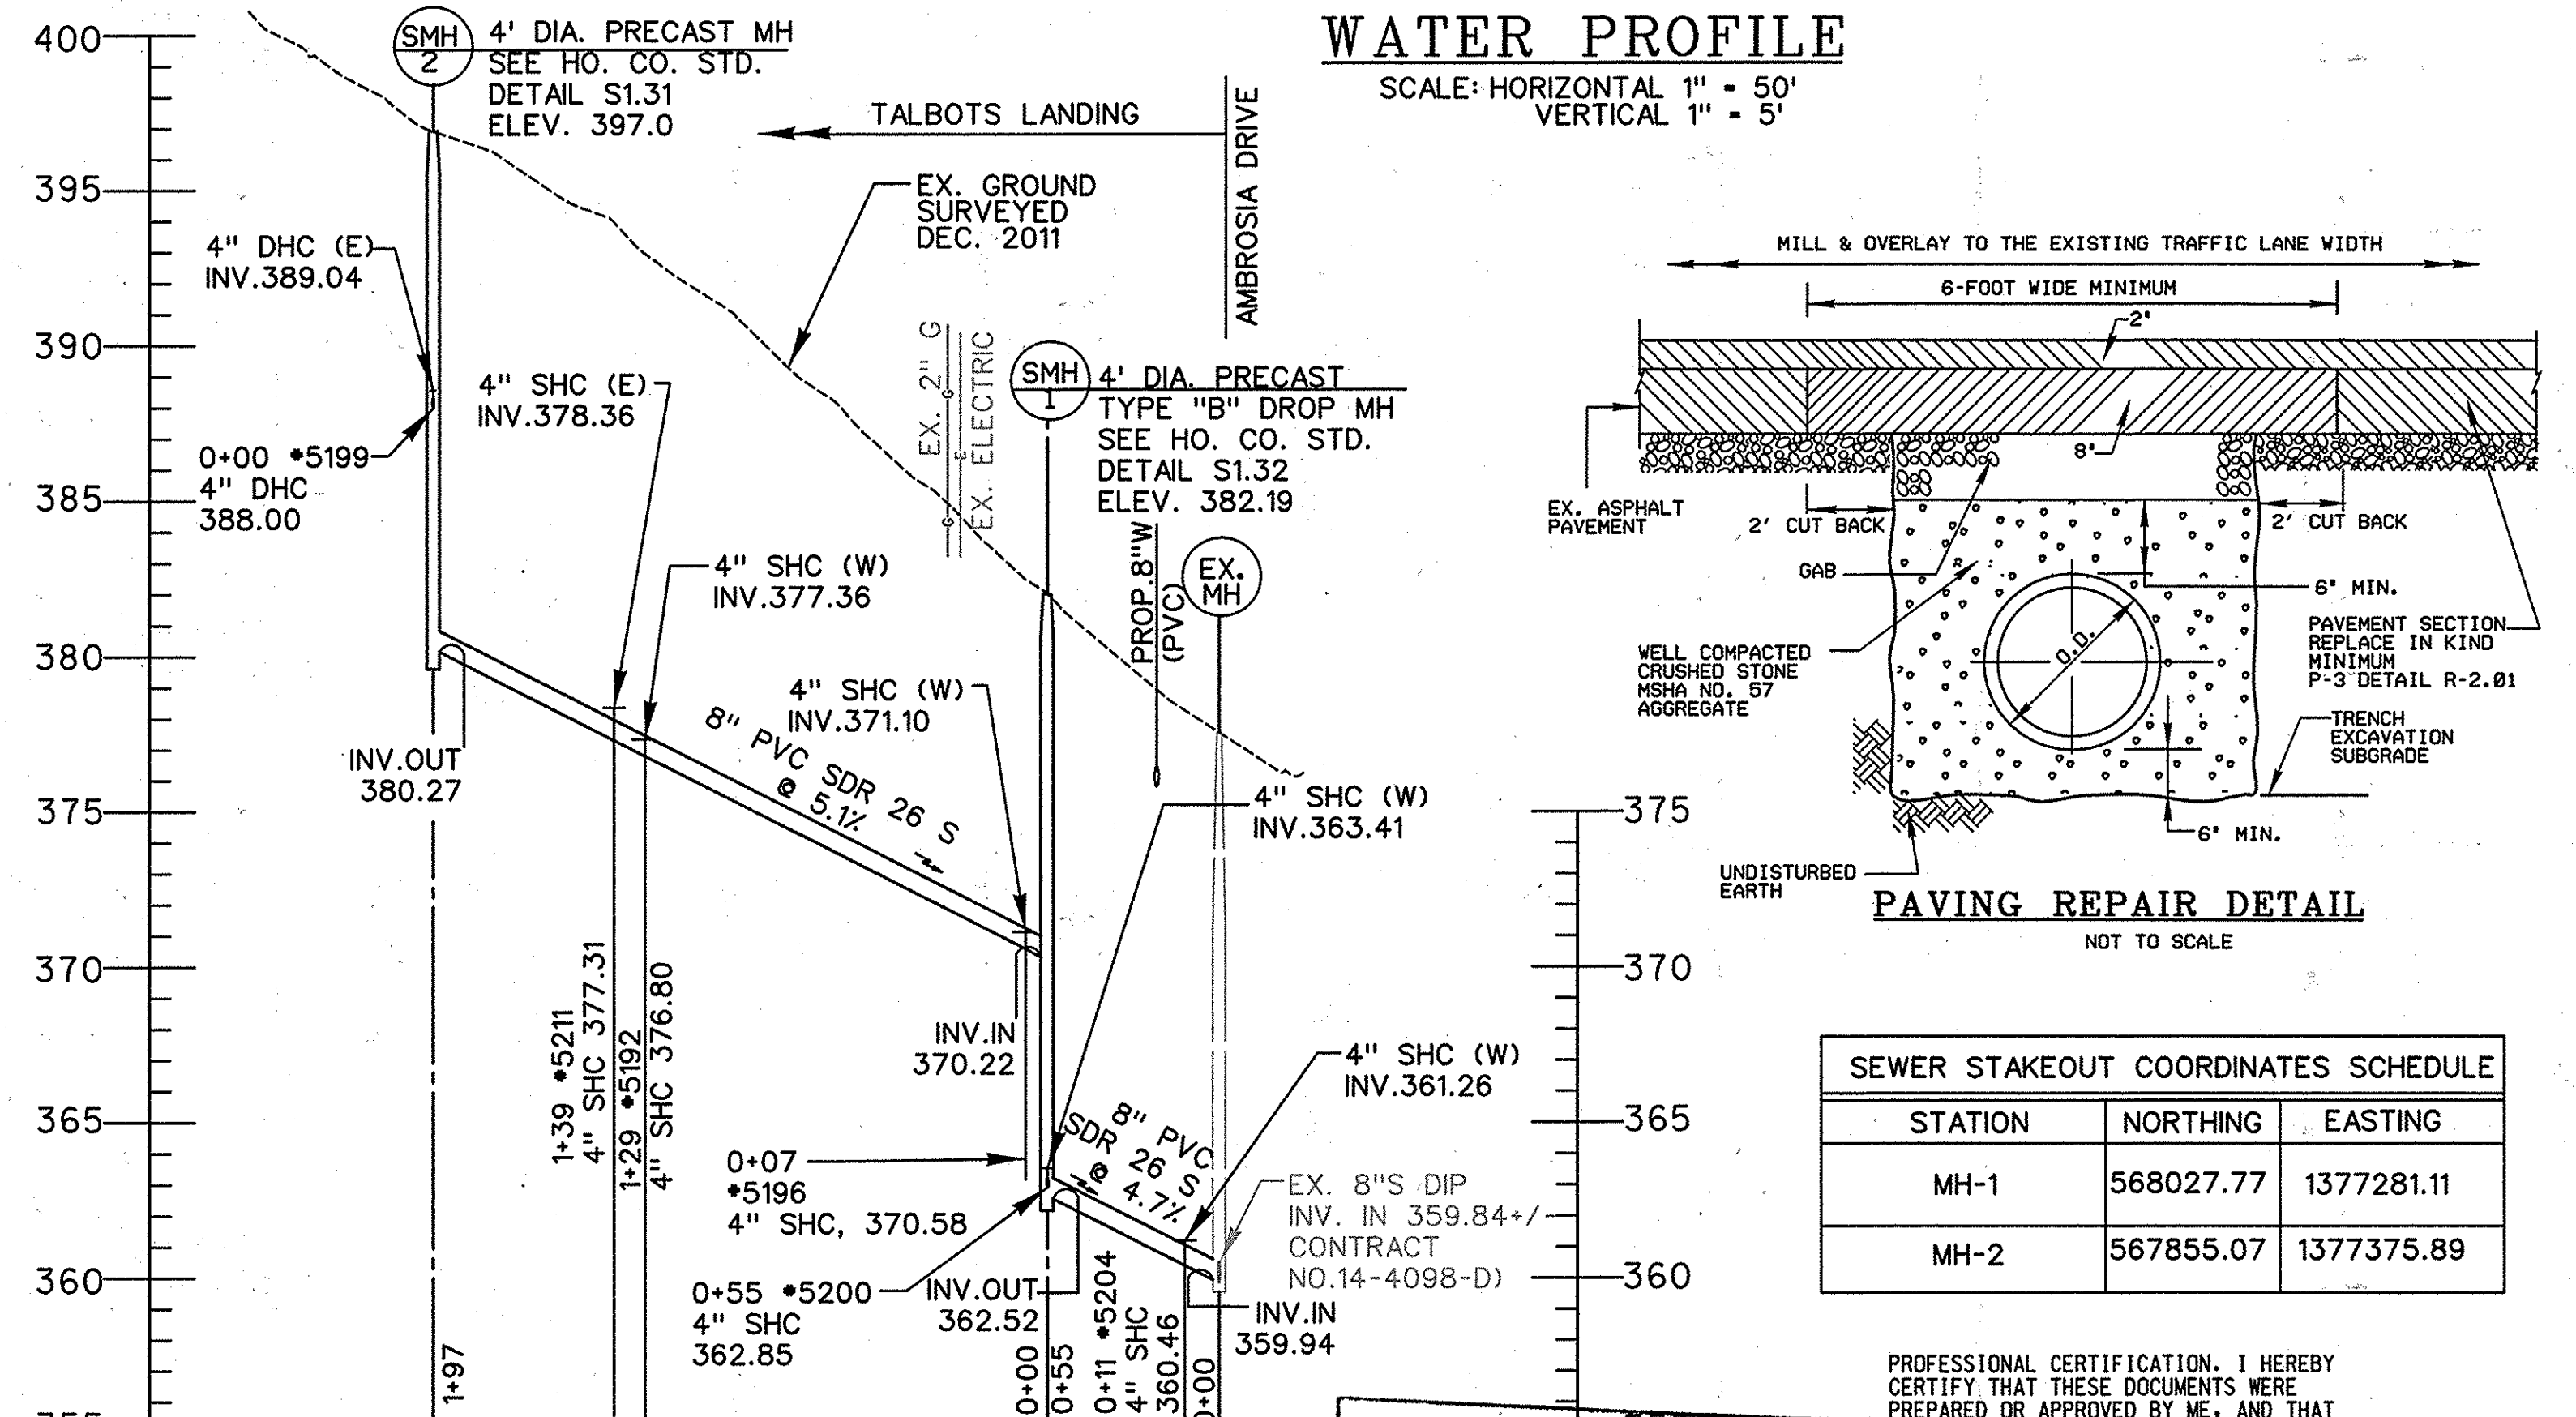 WATER PROFILE
SCALE: HORIZONTAL 1" = 50'
VERTICAL 1" = 5'
400
395
390
385
380
375
370
365
360
SMH
2
4' DIA. PRECAST MH
SEE HO. CO. STD.
DETAIL S1.31
ELEV. 397.0
TALBOTS LANDING
AMBROSIA DRIVE
EX. GROUND
SURVEYED
DEC. 2011
4" DHC (E)
INV.389.04
0+00 *5199
4" DHC
388.00
4" SHC (E)
INV.378.36
4" SHC (W)
INV.377.36
EX. 2" G
G
G
E
EX. ELECTRIC
SMH
1
4' DIA. PRECAST
TYPE "B" DROP MH
SEE HO. CO. STD.
DETAIL S1.32
ELEV. 382.19
PROP.8"W
(PVC)
EX.
MH
INV.OUT
380.27
4" SHC (W)
INV.371.10
8" PVC SDR 26 S
@ 5.1%
4" SHC (W)
INV.363.41
1+39 *5211
4" SHC 377.31
1+29 *5192
4" SHC 376.80
INV.IN
370.22
0+07
*5196
4" SHC, 370.58
0+55 *5200
4" SHC
362.85
INV.OUT
362.52
4" SHC (W)
INV.361.26
8" PVC
SDR 26 S
@ 4.7%
EX. 8"S DIP
INV. IN 359.84+/-
CONTRACT
NO.14-4098-D)
INV.IN
359.94
1+97
0+00
0+55
0+11 *5204
4" SHC
360.46
0+00
375
370
365
360
MILL & OVERLAY TO THE EXISTING TRAFFIC LANE WIDTH
6-FOOT WIDE MINIMUM
2"
8"
EX. ASPHALT
PAVEMENT
2' CUT BACK
2' CUT BACK
GAB
6" MIN.
O.D.
WELL COMPACTED
CRUSHED STONE
MSHA NO. 57
AGGREGATE
PAVEMENT SECTION
REPLACE IN KIND
MINIMUM
P-3 DETAIL R-2.01
TRENCH
EXCAVATION
SUBGRADE
6" MIN.
UNDISTURBED
EARTH
PAVING REPAIR DETAIL
NOT TO SCALE
SEWER STAKEOUT COORDINATES SCHEDULE
STATION NORTHING EASTING
MH-1 568027.77 1377281.11
MH-2 567855.07 1377375.89
PROFESSIONAL CERTIFICATION. I HEREBY
CERTIFY THAT THESE DOCUMENTS WERE
PREPARED OR APPROVED BY ME, AND THAT